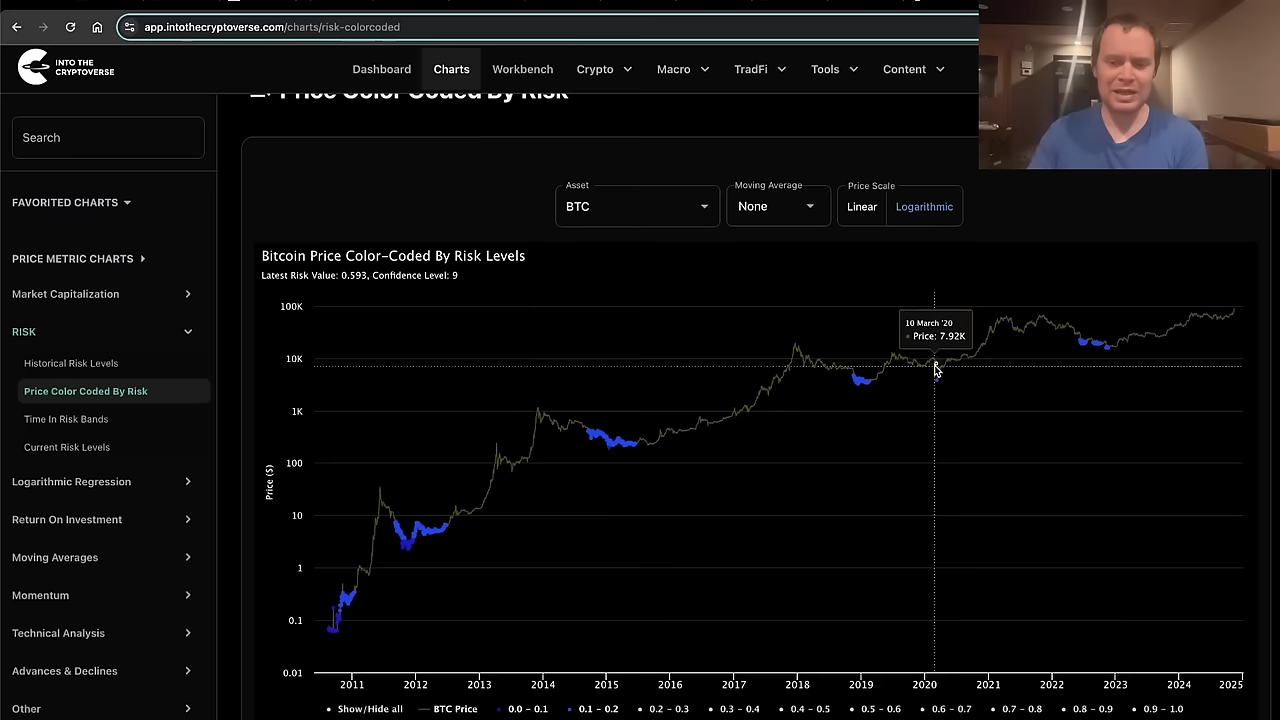 app.intothecryptoverse.com/charts/risk-colorcoded
INTO THE
CRYPTOVERSE
Dashboard
Charts
Workbench
Crypto
Macro
TradFi
Tools
Content
Price Color Coded By Risk
Search
FAVORITED CHARTS
PRICE METRIC CHARTS
Market Capitalization
RISK
Historical Risk Levels
Price Color Coded By Risk
Time In Risk Bands
Current Risk Levels
Logarithmic Regression
Return On Investment
Moving Averages
Momentum
Technical Analysis
Advances & Declines
Other
Asset
BTC
Moving Average
None
Price Scale
Linear
Logarithmic
Bitcoin Price Color-Coded By Risk Levels
Latest Risk Value: 0.593, Confidence Level: 9
Price ($)
100K
10K
1K
100
10
1
0.1
0.01
10 March '20
Price: 7.92K
2011
2012
2013
2014
2015
2016
2017
2018
2019
2020
2021
2022
2023
2024
2025
Show/Hide all
BTC Price
0.0 - 0.1
0.1 - 0.2
0.2 - 0.3
0.3 - 0.4
0.4 - 0.5
0.5 - 0.6
0.6 - 0.7
0.7 - 0.8
0.8 - 0.9
0.9 - 1.0